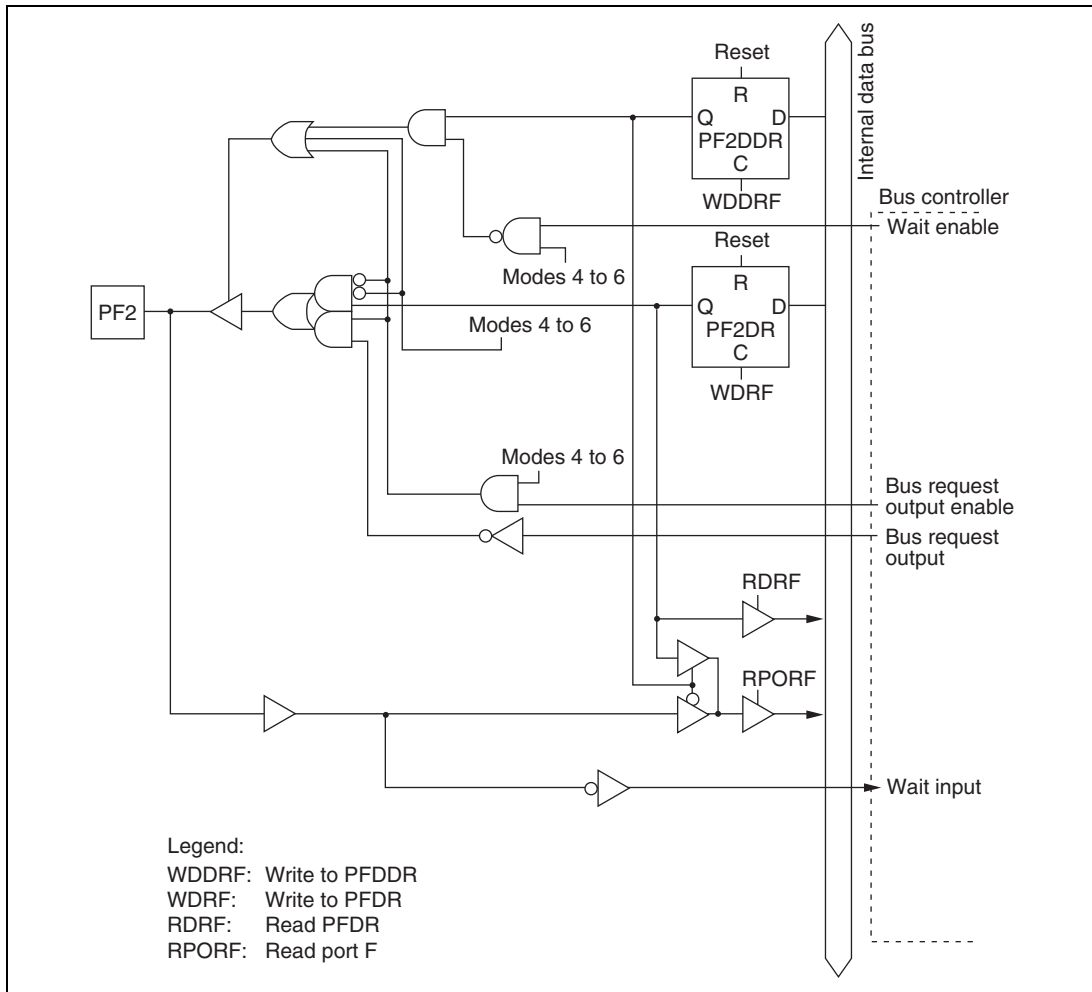 Reset
R
Q D
PF2DDR
C
WDDRF
Internal data bus
Bus controller
Wait enable
Modes 4 to 6
Reset
R
Q D
PF2DR
C
WDRF
PF2
Modes 4 to 6
Modes 4 to 6
Bus request
output enable
Bus request
output
RDRF
RPORF
Wait input
Legend:
WDDRF: Write to PFDDR
WDRF: Write to PFDR
RDRF: Read PFDR
RPORF: Read port F